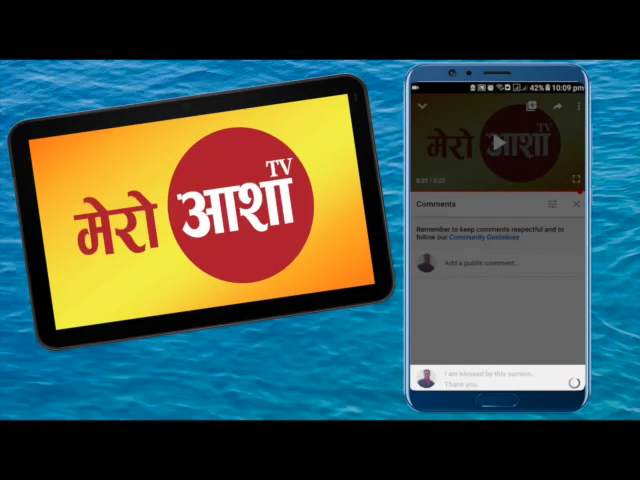 TV
मेरो आशा
42% 10:09 pm
TV
मेरो आशा
0:21 / 0:22
Comments
Remember to keep comments respectful and to
follow our Community Guidelines
Add a public comment...
I am blessed by this sermon.
Thank you.